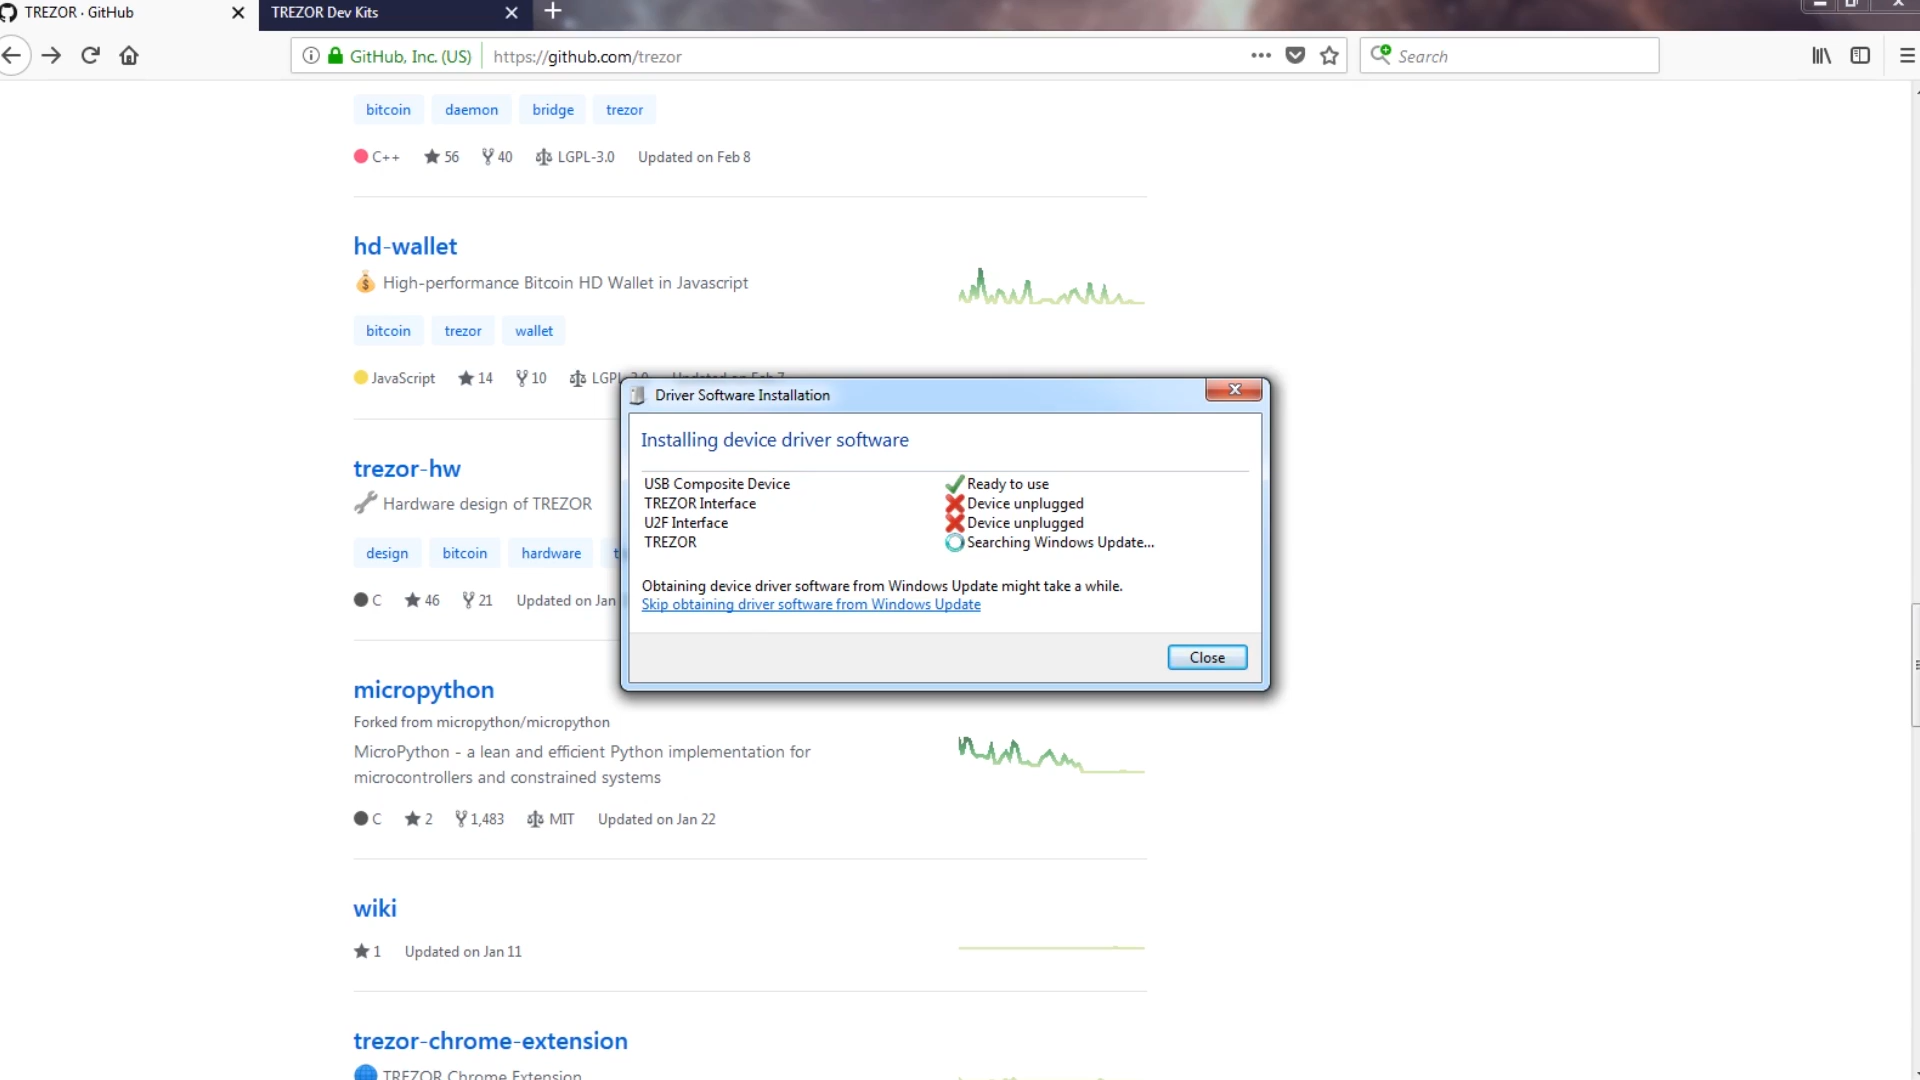 TREZOR · GitHub
TREZOR Dev Kits
GitHub, Inc. (US)
https://github.com/trezor
Search
bitcoin daemon bridge trezor
C++ 56 40 LGPL-3.0 Updated on Feb 8
hd-wallet
High-performance Bitcoin HD Wallet in Javascript
bitcoin trezor wallet
JavaScript 14 10
Driver Software Installation
Installing device driver software
USB Composite Device Ready to use
TREZOR Interface Device unplugged
U2F Interface Device unplugged
TREZOR Searching Windows Update...
Obtaining device driver software from Windows Update might take a while.
Skip obtaining driver software from Windows Update
Close
trezor-hw
Hardware design of TREZOR
design bitcoin hardware
C 46 21 Updated on Jan
micropython
Forked from micropython/micropython
MicroPython - a lean and efficient Python implementation for
microcontrollers and constrained systems
C 2 1,483 MIT Updated on Jan 22
wiki
1 Updated on Jan 11
trezor-chrome-extension
TREZOR Chrome Extension